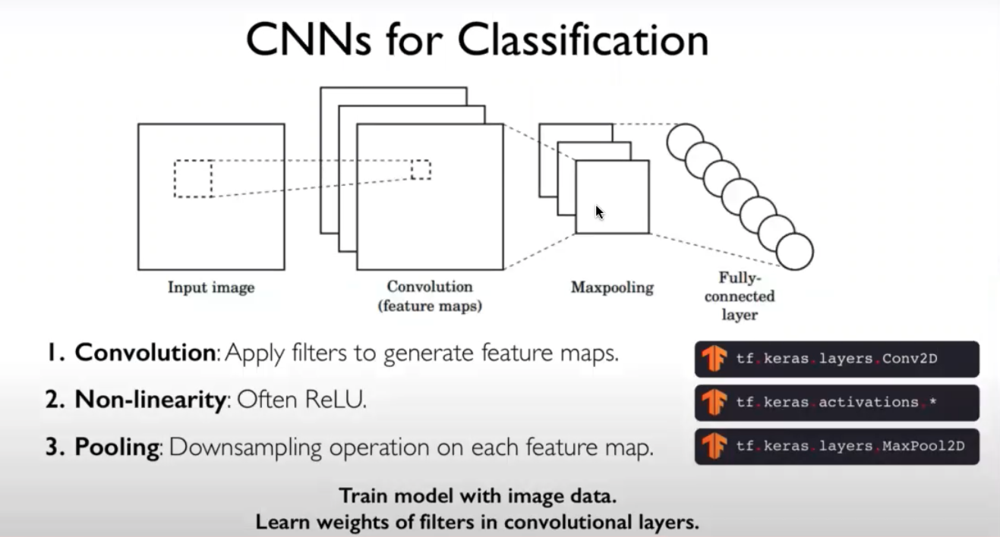 CNNs for Classification
Input image
Convolution
(feature maps)
Maxpooling
Fully-
connected
layer
1. Convolution: Apply filters to generate feature maps.
tf.keras.layers.Conv2D
2. Non-linearity: Often ReLU.
tf.keras.activations.*
3. Pooling: Downsampling operation on each feature map.
tf.keras.layers.MaxPool2D
Train model with image data.
Learn weights of filters in convolutional layers.